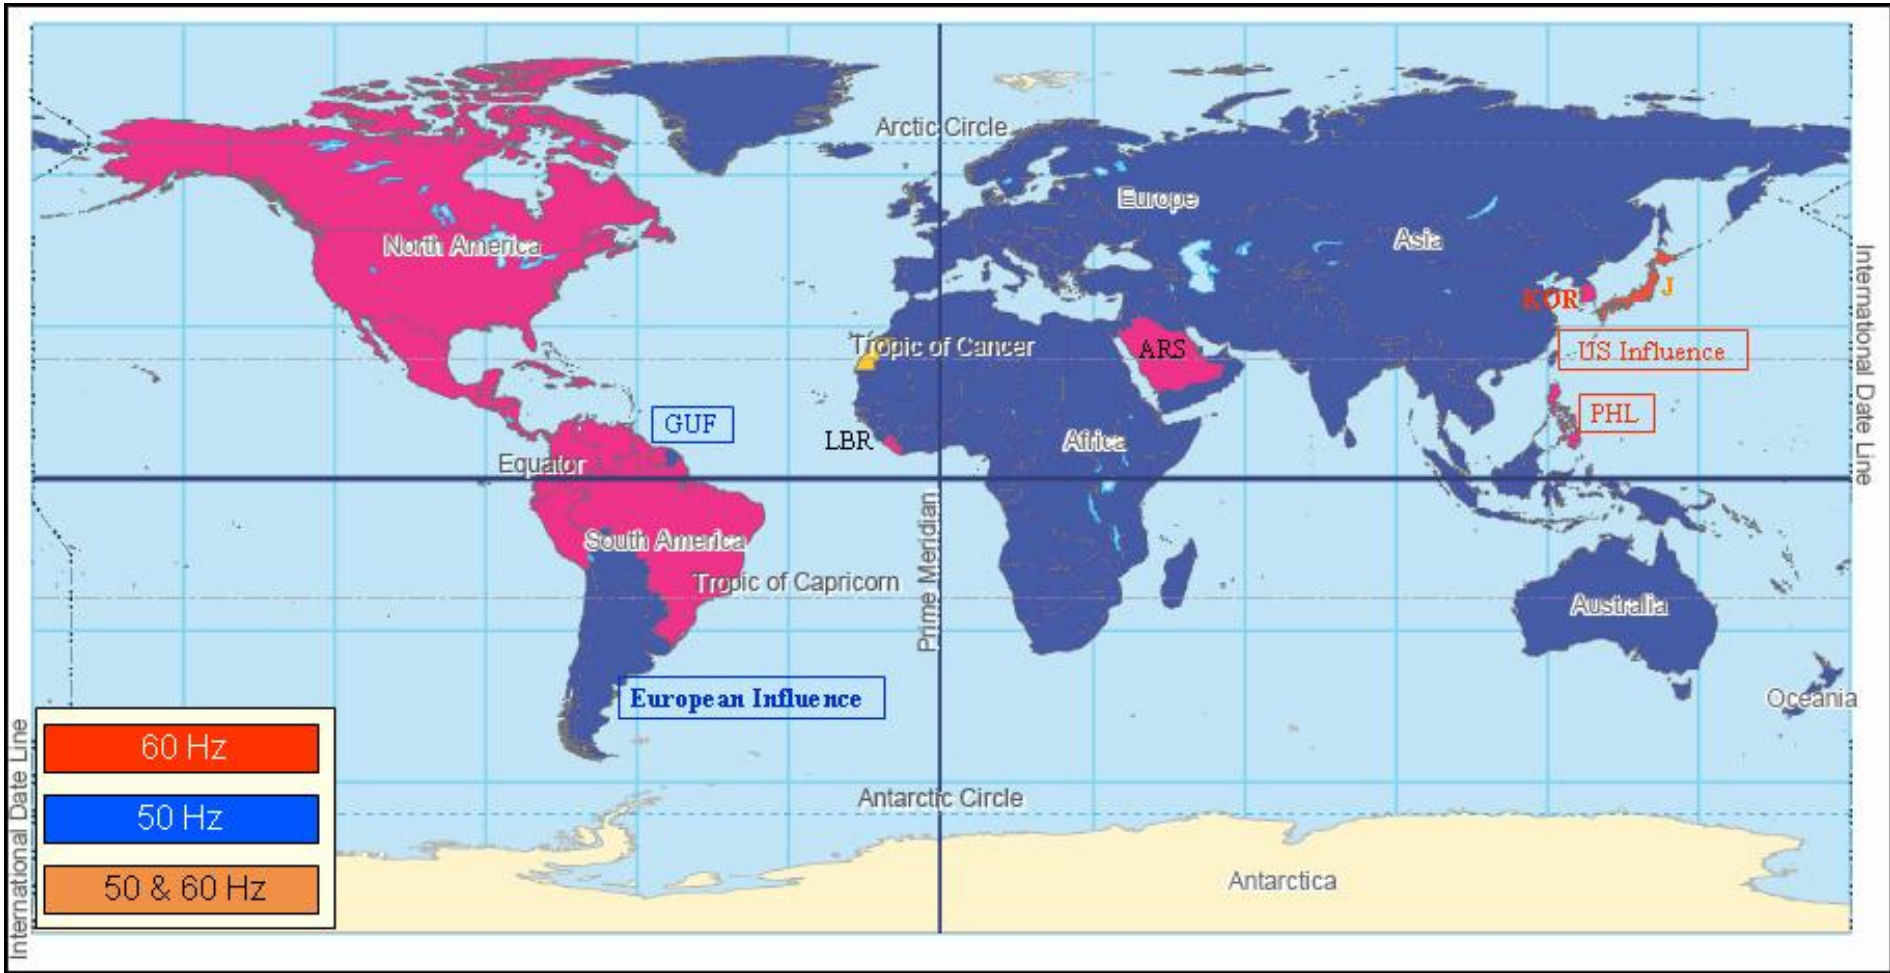 Arctic Circle
Europe
North America
Asia
International Date Line
KOR
J
Tropic of Cancer
ARS
US Influence
GUF
PHL
LBR
Africa
Equator
Prime Meridian
South America
Tropic of Capricorn
Australia
European Influence
Oceania
International Date Line
60 Hz
50 Hz
50 & 60 Hz
Antarctic Circle
Antarctica